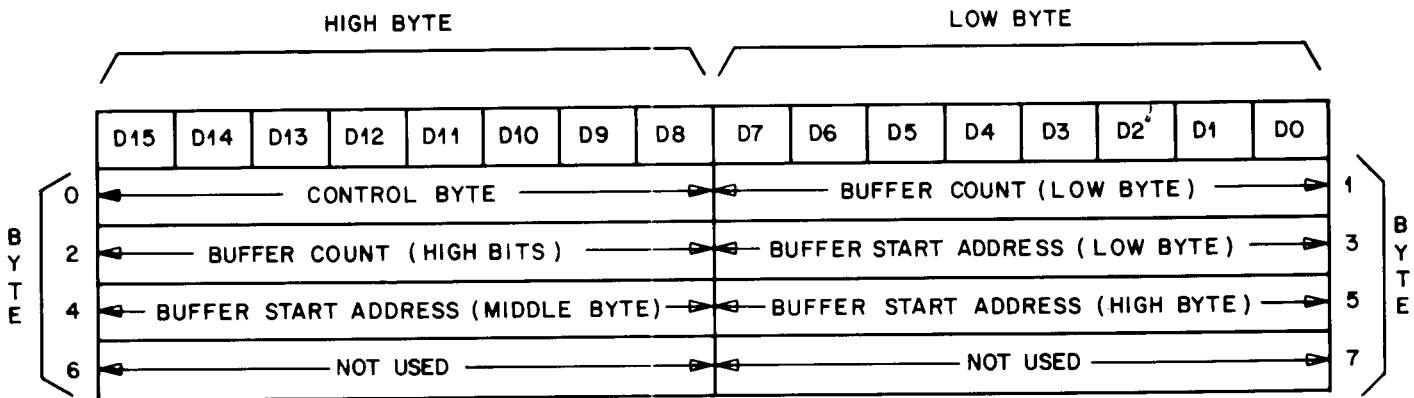 HIGH BYTE LOW BYTE
D15 D14 D13 D12 D11 D10 D9 D8 D7 D6 D5 D4 D3 D2 D1 D0
0 CONTROL BYTE BUFFER COUNT (LOW BYTE) 1
2 BUFFER COUNT (HIGH BITS) BUFFER START ADDRESS (LOW BYTE) 3
4 BUFFER START ADDRESS (MIDDLE BYTE) BUFFER START ADDRESS (HIGH BYTE) 5
6 NOT USED NOT USED 7
BYTE
BYTE